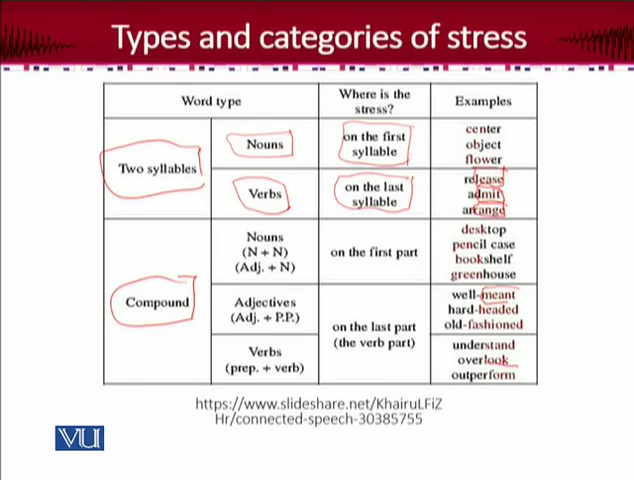 Types and categories of stress
Word type
Where is the
stress?
Examples
Two syllables
Nouns
on the first
syllable
center
object
flower
Verbs
on the last
syllable
release
admit
arrange
Compound
Nouns
(N + N)
(Adj. + N)
on the first part
desktop
pencil case
bookshelf
greenhouse
Adjectives
(Adj. + P.P.)
on the last part
(the verb part)
well-meant
hard-headed
old-fashioned
Verbs
(prep. + verb)
understand
overlook
outperform
https://www.slideshare.net/KhairuLFiZ
Hr/connected-speech-30385755
VU